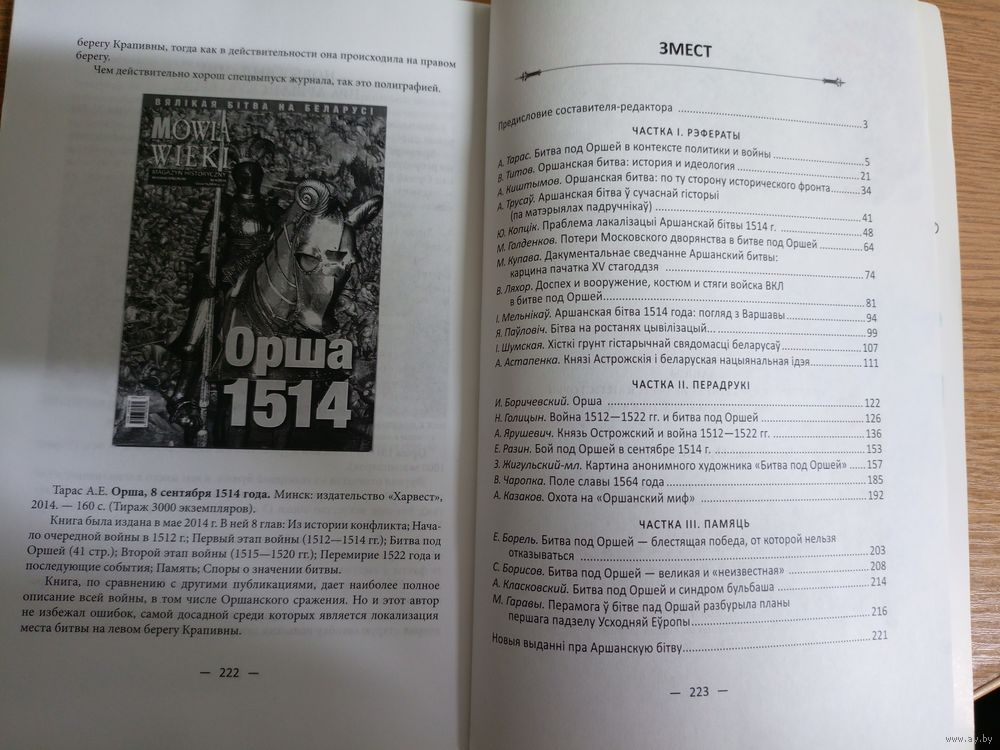 берегу Крапивны, тогда как в действительности она происходила на правом
берегу.
Чем действительно хорош спецвыпуск журнала, так это полиграфией.
ВЯЛІКАЯ БІТВА НА БЕЛАРУСІ
MÓWIĄ
WIEKI
MAGAZYN HISTORYCZNY
Орша
1514
Тарас А.Е. Орша, 8 сентября 1514 года. Минск: издательство «Харвест»,
2014. — 160 с. (Тираж 3000 экземпляров).
Книга была издана в мае 2014 г. В ней 8 глав: Из истории конфликта; Нача-
ло очередной войны в 1512 г.; Первый этап войны (1512—1514 гг.); Битва под
Оршей (41 стр.); Второй этап войны (1515—1520 гг.); Перемирие 1522 года и
последующие события; Память; Споры о значении битвы.
Книга, по сравнению с другими публикациями, дает наиболее полное
описание всей войны, в том числе Оршанского сражения. Но и этот автор
не избежал ошибок, самой досадной среди которых является локализация
места битвы на левом берегу Крапивны.
— 222 —
ЗМЕСТ
Предисловие составителя-редактора 3
ЧАСТКА І. РЭФЕРАТЫ
А. Тарас. Битва под Оршей в контексте политики и войны 5
В. Титов. Оршанская битва: история и идеология 21
А. Киштымов. Оршанская битва: по ту сторону исторического фронта 34
А. Трусаў. Аршанская бітва ў сучаснай гісторыі
(па матэрыялах падручнікаў) 41
Ю. Копцік. Праблема лакалізацыі Аршанскай бітвы 1514 г. 48
М. Голденков. Потери Московского дворянства в битве под Оршей 64
М. Купава. Дакументальнае сведчанне Аршанскай бітвы:
карцина пачатка XV стагоддзя 74
В. Ляхор. Доспех и вооружение, костюм и стяги войска ВКЛ
в битве под Оршей 81
І. Мельнікаў. Аршанская бітва 1514 года: погляд з Варшавы 94
Я. Паўловіч. Бітва на ростанях цывілізацый 99
І. Шумская. Хісткі грунт гістарычнай свядомасці беларусаў 107
А. Астапенка. Князі Астрожскія і беларуская нацыянальная ідэя 111
ЧАСТКА ІІ. ПЕРАДРУКІ
И. Боричевский. Орша 122
Н. Голицын. Война 1512—1522 гг. и битва под Оршей 126
А. Ярушевич. Князь Острожский и война 1512—1522 гг. 136
Е. Разин. Бой под Оршей в сентябре 1514 г. 153
З. Жигульский-мл. Картина анонимного художника «Битва под Оршей» 157
В. Чаропка. Поле славы 1564 года 185
А. Казаков. Охота на «Оршанский миф» 192
ЧАСТКА ІІІ. ПАМЯЦЬ
Е. Борель. Битва под Оршей — блестящая победа, от которой нельзя
отказываться 203
С. Борисов. Битва под Оршей — великая и «неизвестная» 208
А. Класковский. Битва под Оршей и синдром бульбаша 214
М. Гаравы. Перамога ў бітве пад Оршай разбурыла планы
першага падзелу Усходняй Еўропы 216
Новыя выданні пра Аршанскую бітву 221
— 223 —
www.ay.by